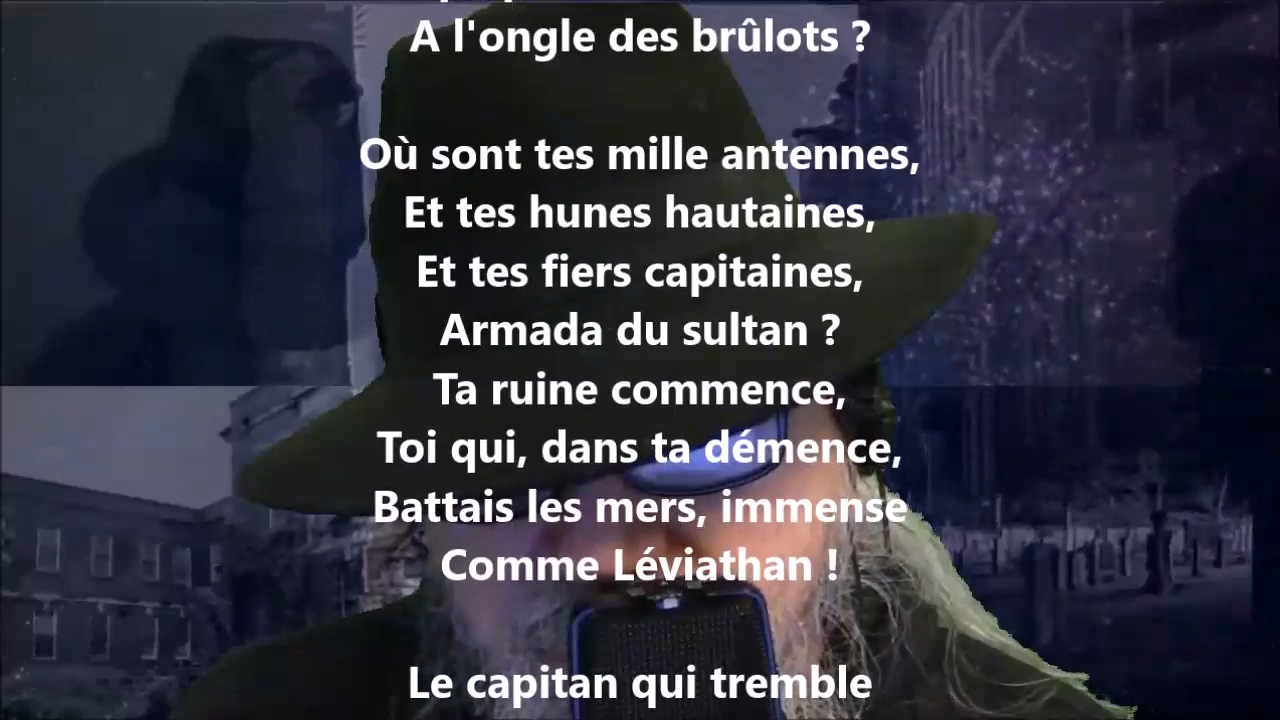 A l'ongle des brûlots ?
Où sont tes mille antennes,
Et tes hunes hautaines,
Et tes fiers capitaines,
Armada du sultan ?
Ta ruine commence,
Toi qui, dans ta démence,
Battais les mers, immense
Comme Léviathan !
Le capitan qui tremble